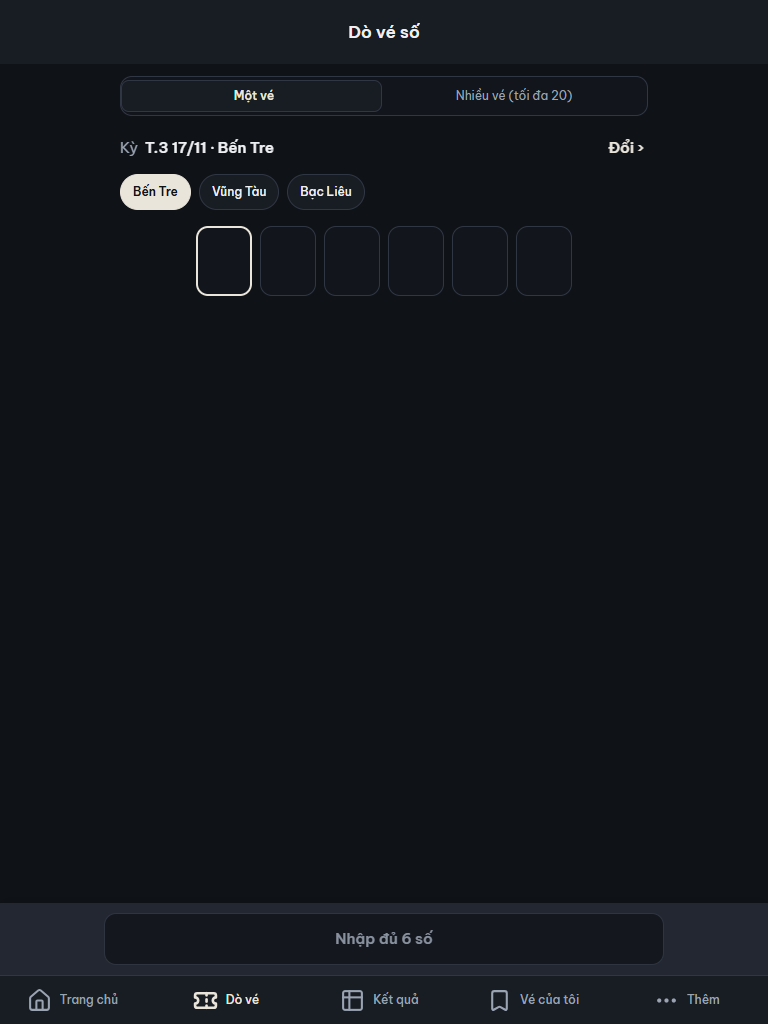 Dò vé số
Một vé
Nhiều vé (tối đa 20)
Kỳ T.3 17/11 · Bến Tre
Đổi ›
Bến Tre
Vũng Tàu
Bạc Liêu
Nhập đủ 6 số
Trang chủ
Dò vé
Kết quả
Vé của tôi
Thêm